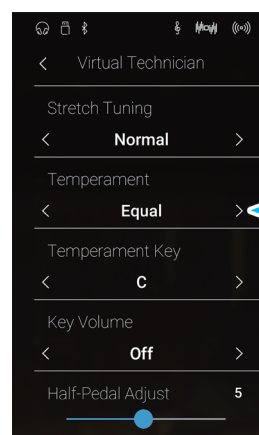 Virtual Technician
Stretch Tuning
Normal
Temperament
Equal
Temperament Key
C
Key Volume
Off
Half-Pedal Adjust 5